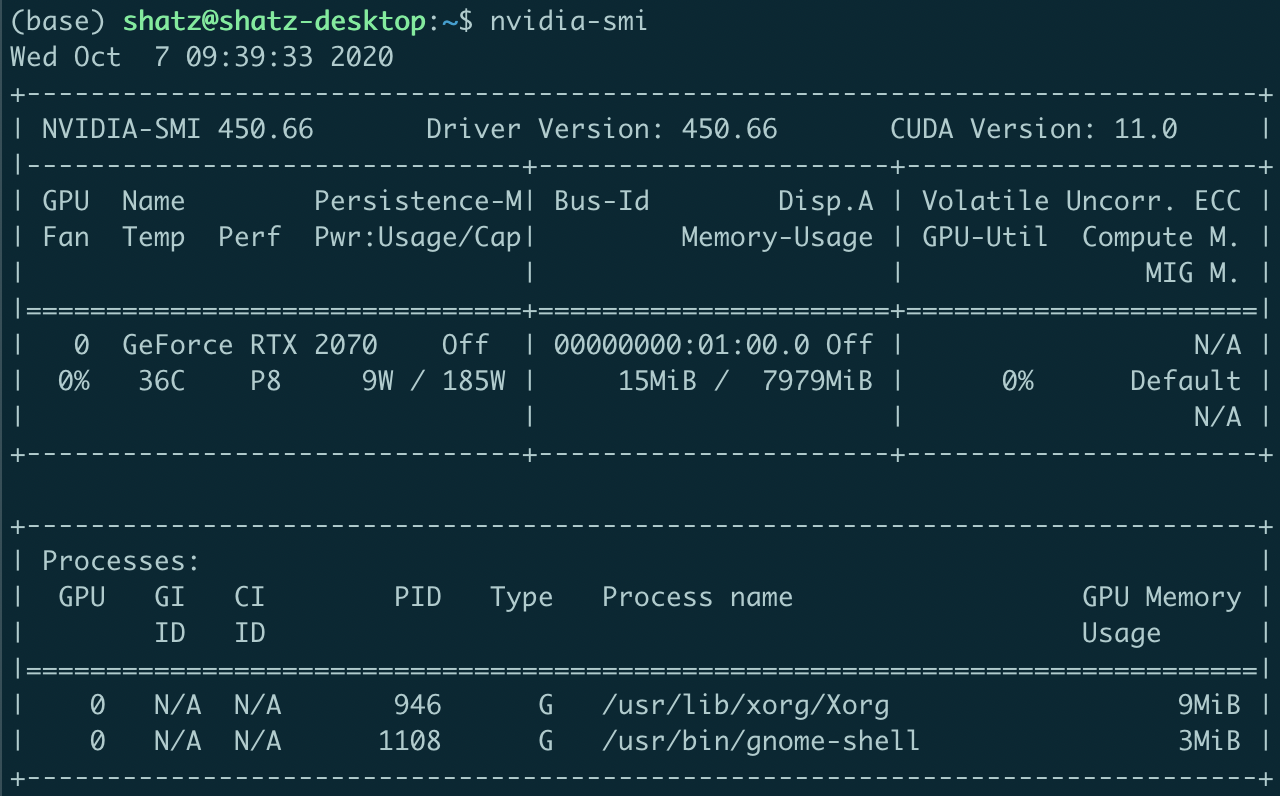 (base) shatz@shatz-desktop:~$ nvidia-smi
Wed Oct  7 09:39:33 2020
+-----------------------------------------------------------------------------+
| NVIDIA-SMI 450.66       Driver Version: 450.66       CUDA Version: 11.0     |
|-------------------------------+----------------------+----------------------+
| GPU  Name        Persistence-M| Bus-Id        Disp.A | Volatile Uncorr. ECC |
| Fan  Temp  Perf  Pwr:Usage/Cap|         Memory-Usage | GPU-Util  Compute M. |
|                               |                      |               MIG M. |
|===============================+======================+======================|
|   0  GeForce RTX 2070    Off  | 00000000:01:00.0 Off |                  N/A |
|  0%   36C    P8     9W / 185W |     15MiB /  7979MiB |      0%      Default |
|                               |                      |                  N/A |
+-------------------------------+----------------------+----------------------+

+-----------------------------------------------------------------------------+
| Processes:                                                                  |
|  GPU   GI   CI        PID   Type   Process name                  GPU Memory |
|        ID   ID                                                   Usage      |
|=============================================================================|
|    0   N/A  N/A       946      G   /usr/lib/xorg/Xorg                  9MiB |
|    0   N/A  N/A      1108      G   /usr/bin/gnome-shell                3MiB |
+-----------------------------------------------------------------------------+